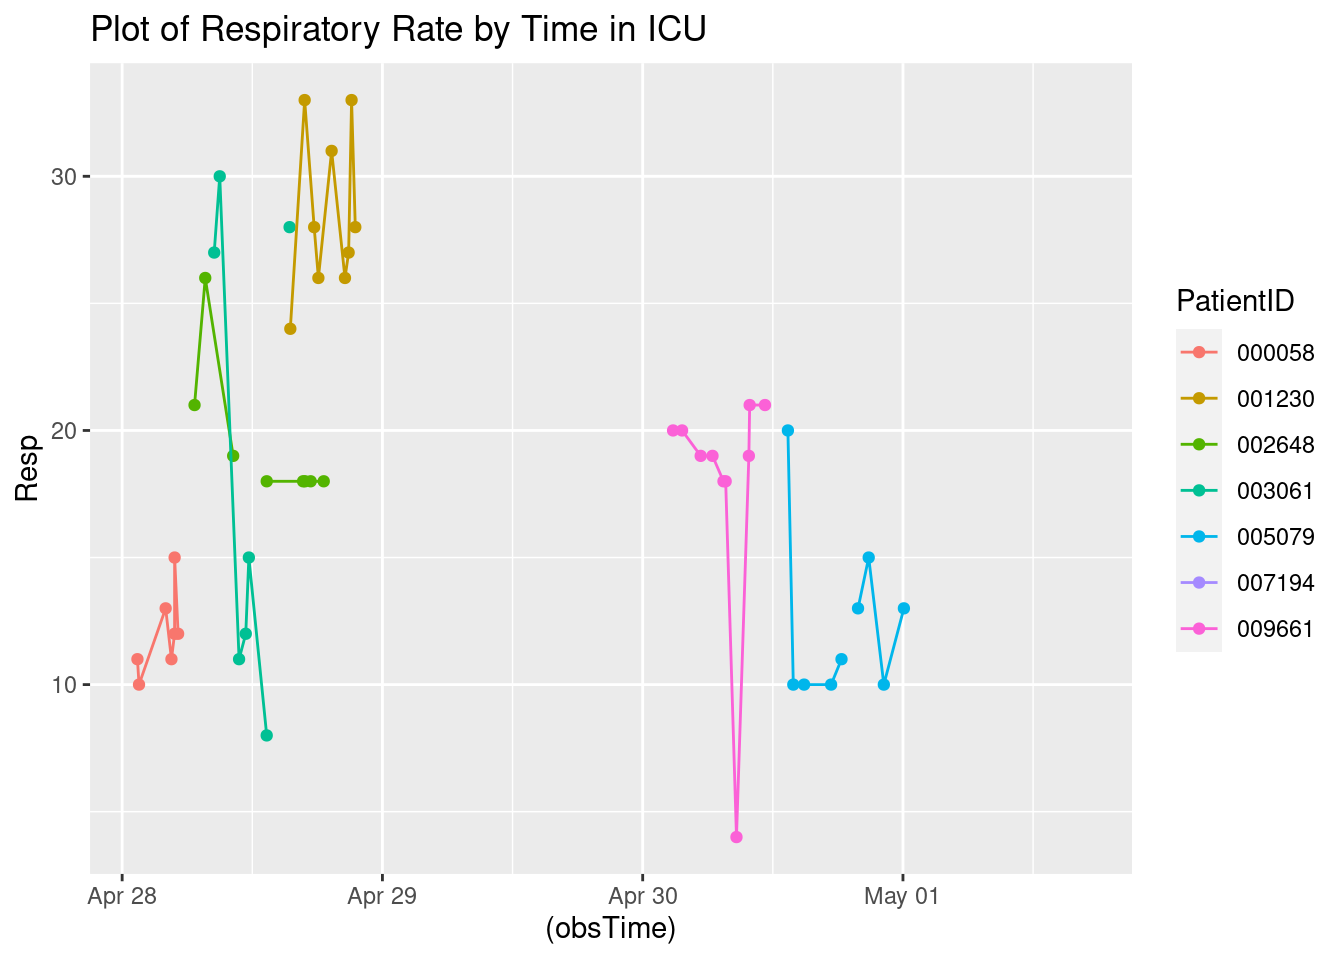 Plot of Respiratory Rate by Time in ICU
30
20
10
Resp
Apr 28
Apr 29
Apr 30
May 01
(obsTime)
PatientID
000058
001230
002648
003061
005079
007194
009661